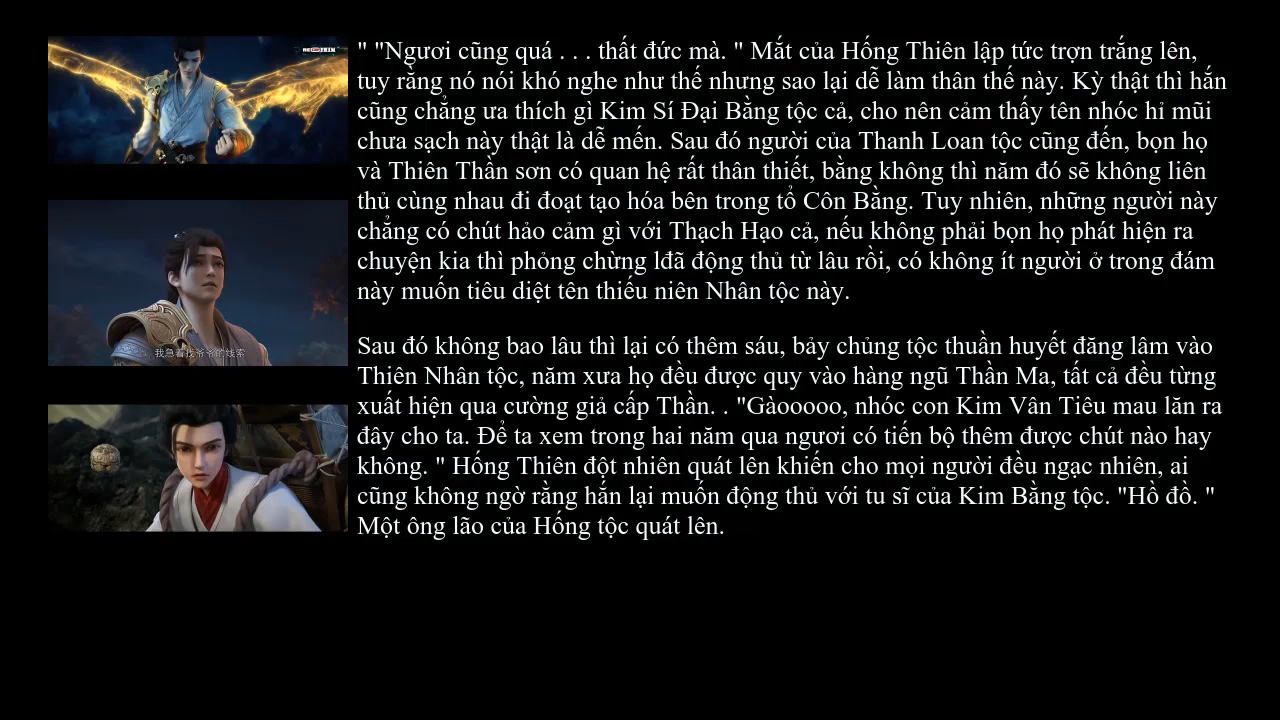 " "Ngươi cũng quá . . . thất đức mà. " Mắt của Hống Thiên lập tức trợn trắng lên,
tuy rằng nó nói khó nghe như thế nhưng sao lại dễ làm thân thế này. Kỳ thật thì hắn
cũng chẳng ưa thích gì Kim Sí Đại Bằng tộc cả, cho nên cảm thấy tên nhóc hỉ mũi
chưa sạch này thật là dễ mến. Sau đó người của Thanh Loan tộc cũng đến, bọn họ
và Thiên Thần sơn có quan hệ rất thân thiết, bằng không thì năm đó sẽ không liên
thủ cùng nhau đi đoạt tạo hóa bên trong tổ Côn Bằng. Tuy nhiên, những người này
chẳng có chút hảo cảm gì với Thạch Hạo cả, nếu không phải bọn họ phát hiện ra
chuyện kia thì phỏng chừng lđã động thủ từ lâu rồi, có không ít người ở trong đám
này muốn tiêu diệt tên thiếu niên Nhân tộc này.
我急着找爷爷的线索
Sau đó không bao lâu thì lại có thêm sáu, bảy chủng tộc thuần huyết đăng lâm vào
Thiên Nhân tộc, năm xưa họ đều được quy vào hàng ngũ Thần Ma, tất cả đều từng
xuất hiện qua cường giả cấp Thần. . "Gàooooo, nhóc con Kim Vân Tiêu mau lăn ra
đây cho ta. Để ta xem trong hai năm qua ngươi có tiến bộ thêm được chút nào hay
không. " Hống Thiên đột nhiên quát lên khiến cho mọi người đều ngạc nhiên, ai
cũng không ngờ rằng hắn lại muốn động thủ với tu sĩ của Kim Bằng tộc. "Hồ đồ. "
Một ông lão của Hống tộc quát lên.